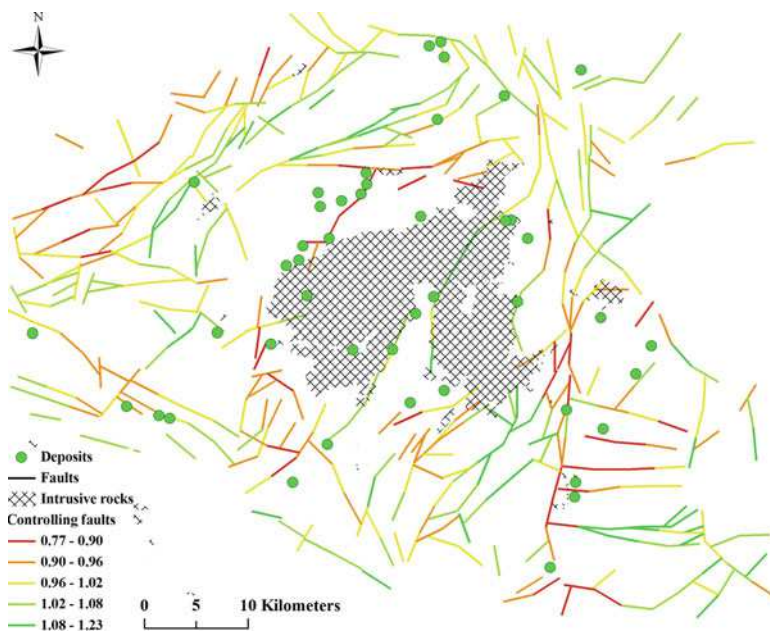 N
Deposits
Faults
Intrusive rocks
Controlling faults
0.77 - 0.90
0.90 - 0.96
0.96 - 1.02
1.02 - 1.08
1.08 - 1.23
0 5 10 Kilometers